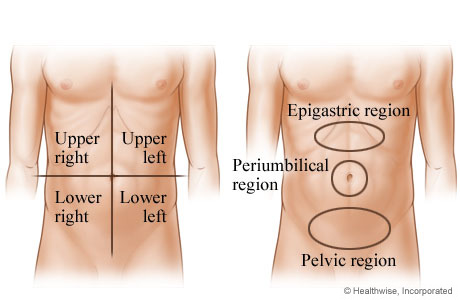 Upper
right
Upper
left
Lower
right
Lower
left
Epigastric region
Periumbilical
region
Pelvic region
© Healthwise, Incorporated